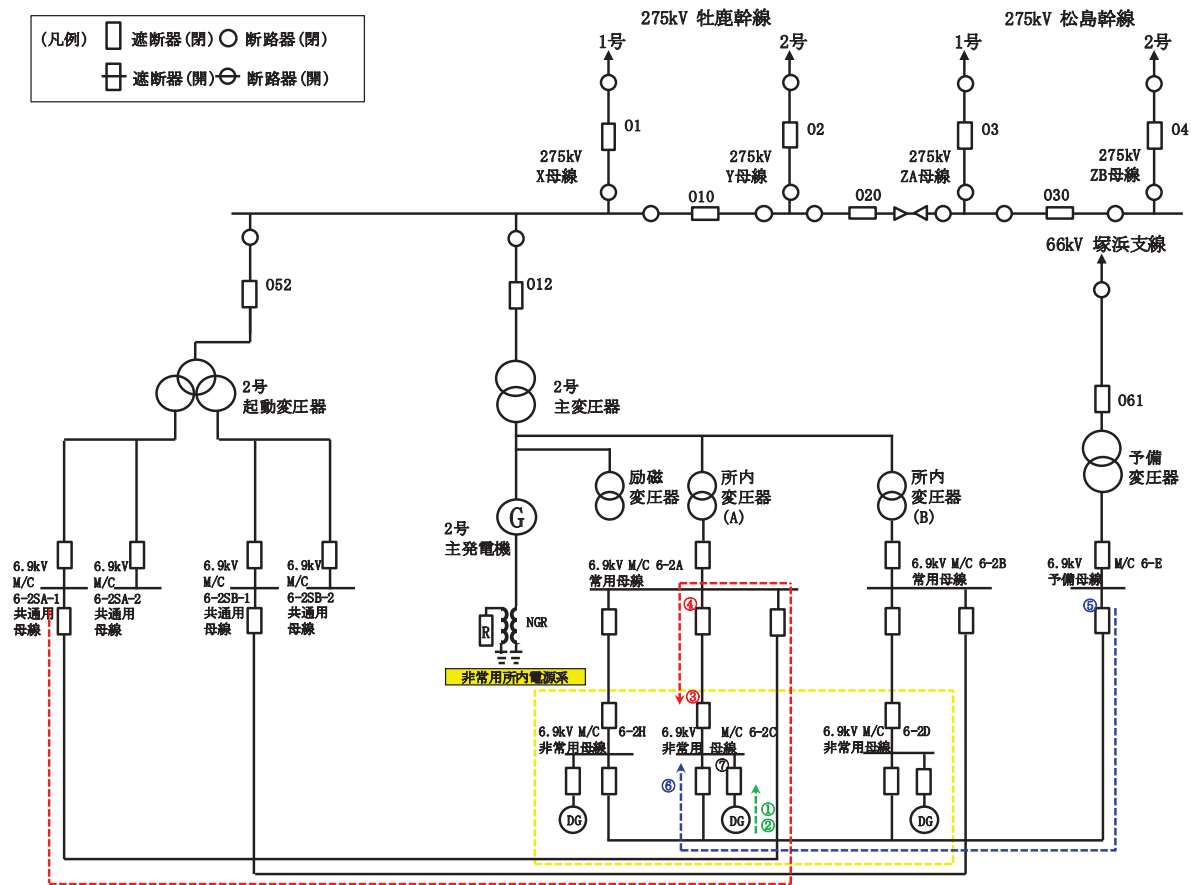 (凡例)
遮断器(閉)
断路器(閉)
遮断器(開)
断路器(開)
275kV 牡鹿幹線
275kV 松島幹線
1号
2号
1号
2号
O1
O2
O3
O4
275kV
X母線
275kV
Y母線
275kV
ZA母線
275kV
ZB母線
O10
O20
O30
66kV 塚浜支線
O52
O12
O61
2号
起動変圧器
2号
主変圧器
予備
変圧器
励磁
変圧器
所内
変圧器
(A)
所内
変圧器
(B)
G
2号
主発電機
6.9kV
M/C
6-2SA-1
共通用
母線
6.9kV
M/C
6-2SA-2
共通用
母線
6.9kV
M/C
6-2SB-1
共通用
母線
6.9kV
M/C
6-2SB-2
共通用
母線
6.9kV M/C 6-2A
常用母線
6.9kV M/C 6-2B
常用母線
6.9kV M/C 6-E
予備母線
R
NGR
④
⑤
非常用所内電源系
③
6.9kV M/C 6-2H
非常用母線
6.9kV M/C 6-2C
非常用 母線
6.9kV M/C 6-2D
非常用母線
⑦
⑥
①
②
DG
DG
DG